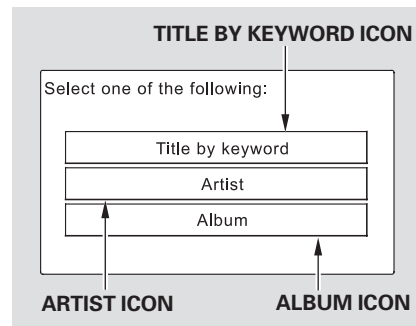 TITLE BY KEYWORD ICON
Select one of the following:
Title by keyword
Artist
Album
ARTIST ICON
ALBUM ICON